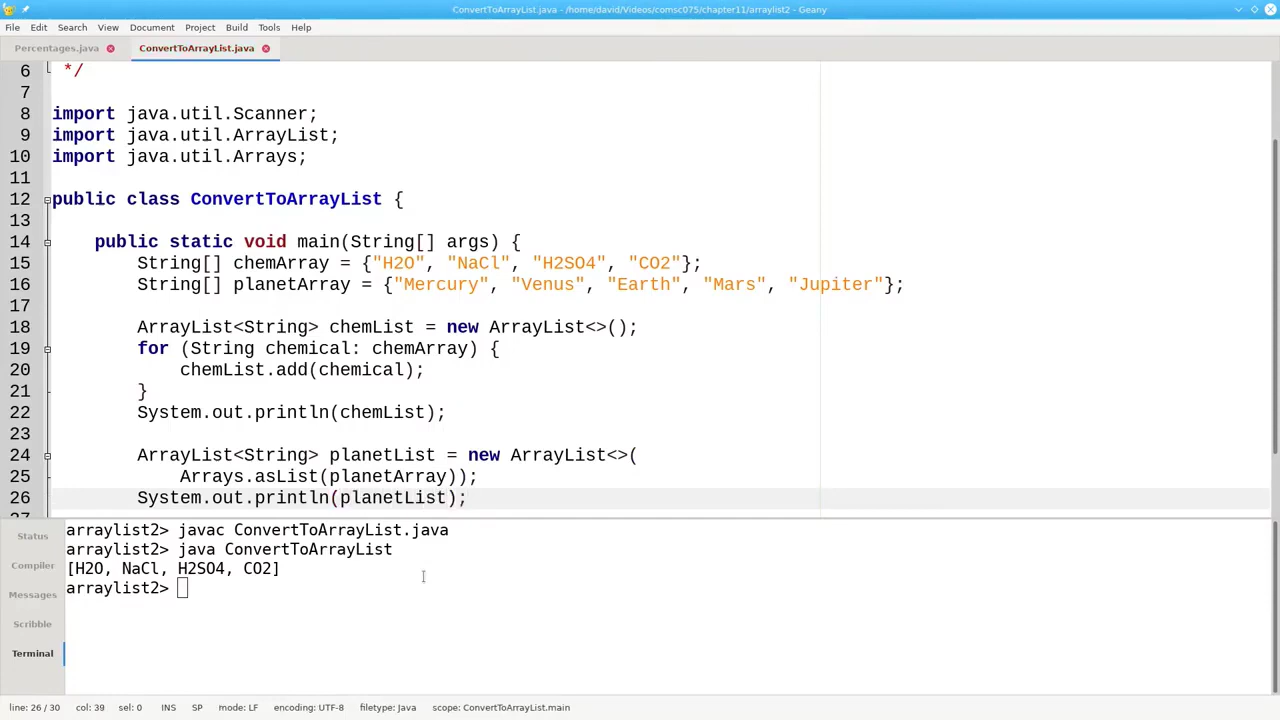 ConvertToArrayList.java - /home/david/Videos/comsc075/chapter11/arraylist2 - Geany
File Edit Search View Document Project Build Tools Help
Percentages.java ConvertToArrayList.java
6 */
7
8 import java.util.Scanner;
9 import java.util.ArrayList;
10 import java.util.Arrays;
11
12 public class ConvertToArrayList {
13
14 public static void main(String[] args) {
15 String[] chemArray = {"H2O", "NaCl", "H2SO4", "CO2"};
16 String[] planetArray = {"Mercury", "Venus", "Earth", "Mars", "Jupiter"};
17
18 ArrayList<String> chemList = new ArrayList<>();
19 for (String chemical: chemArray) {
20 chemList.add(chemical);
21 }
22 System.out.println(chemList);
23
24 ArrayList<String> planetList = new ArrayList<>(
25 Arrays.asList(planetArray));
26 System.out.println(planetList);
27
Status
Compiler
Messages
Scribble
Terminal
arraylist2> javac ConvertToArrayList.java
arraylist2> java ConvertToArrayList
[H2O, NaCl, H2SO4, CO2]
arraylist2>
line: 26 / 30 col: 39 sel: 0 INS SP mode: LF encoding: UTF-8 filetype: Java scope: ConvertToArrayList.main